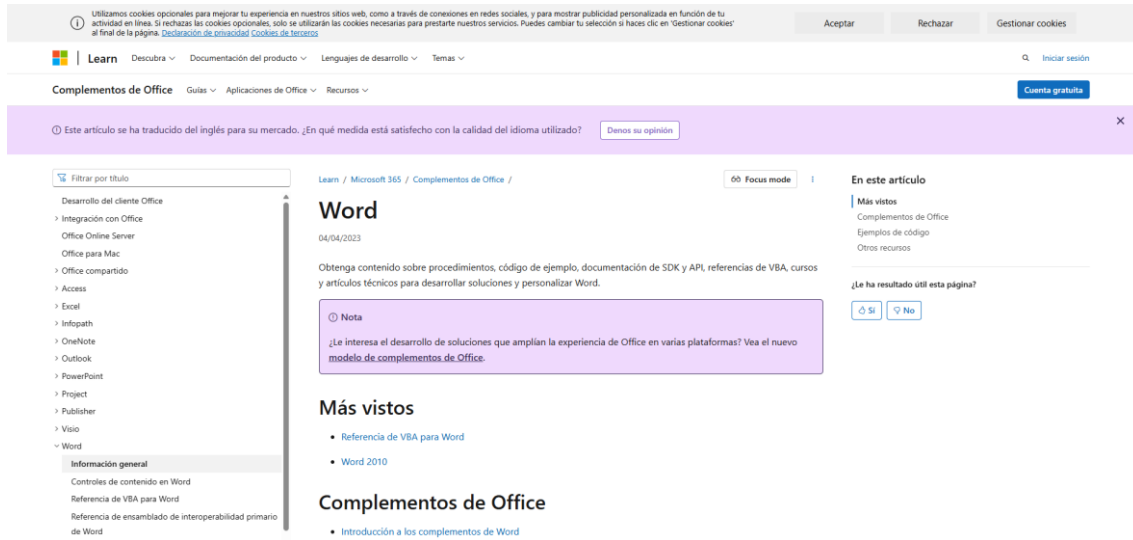 Utilizamos cookies opcionales para mejorar tu experiencia en nuestros sitios web, como a través de conexiones en redes sociales, y para mostrar publicidad personalizada en función de tu
actividad en línea. Si rechazas las cookies opcionales, solo se utilizarán las cookies necesarias para prestarte nuestros servicios. Puedes cambiar tu selección si haces clic en 'Gestionar cookies'
al final de la página. Declaración de privacidad Cookies de terceros
Aceptar
Rechazar
Gestionar cookies
Learn
Descubra
Documentación del producto
Lenguajes de desarrollo
Temas
Iniciar sesión
Complementos de Office
Guías
Aplicaciones de Office
Recursos
Cuenta gratuita
Este artículo se ha traducido del inglés para su mercado. ¿En qué medida está satisfecho con la calidad del idioma utilizado?
Denos su opinión
Filtrar por título
Desarrollo del cliente Office
Integración con Office
Office Online Server
Office para Mac
Office compartido
Access
Excel
Infopath
OneNote
Outlook
PowerPoint
Project
Publisher
Visio
Word
Información general
Controles de contenido en Word
Referencia de VBA para Word
Referencia de ensamblado de interoperabilidad primario
de Word
Learn / Microsoft 365 / Complementos de Office /
Focus mode
Word
04/04/2023
Obtenga contenido sobre procedimientos, código de ejemplo, documentación de SDK y API, referencias de VBA, cursos
y artículos técnicos para desarrollar soluciones y personalizar Word.
Nota
¿Le interesa el desarrollo de soluciones que amplían la experiencia de Office en varias plataformas? Vea el nuevo
modelo de complementos de Office.
Más vistos
• Referencia de VBA para Word
• Word 2010
Complementos de Office
• Introducción a los complementos de Word
En este artículo
Más vistos
Complementos de Office
Ejemplos de código
Otros recursos
¿Le ha resultado útil esta página?
Sí
No